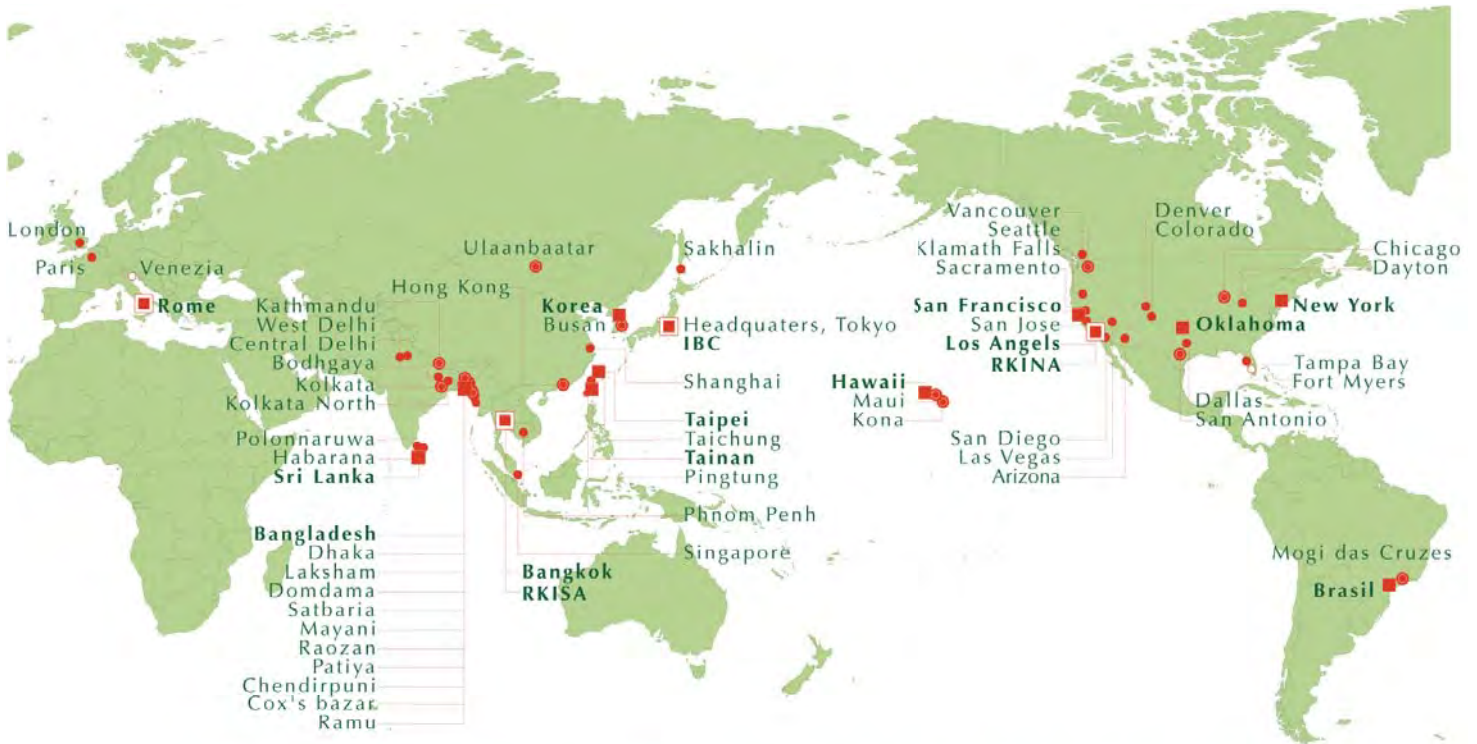 London
Paris
Venezia
Rome
Kathmandu
West Delhi
Central Delhi
Bodhgaya
Kolkata
Kolkata North
Polonnaruwa
Habarana
Sri Lanka
Bangladesh
Dhaka
Laksham
Domdama
Satbaria
Mayani
Raozan
Patiya
Chendirpuni
Cox's bazar
Ramu
Ulaanbaatar
Hong Kong
Sakhalin
Korea
Busan
Headquaters, Tokyo
IBC
Shanghai
Taipei
Taichung
Tainan
Pingtung
Phnom Penh
Singapore
Bangkok
RKISA
Hawaii
Maui
Kona
Vancouver
Seattle
Klamath Falls
Sacramento
San Francisco
San Jose
Los Angels
RKINA
San Diego
Las Vegas
Arizona
Denver
Colorado
Chicago
Dayton
New York
Oklahoma
Tampa Bay
Fort Myers
Dallas
San Antonio
Mogi das Cruzes
Brasil